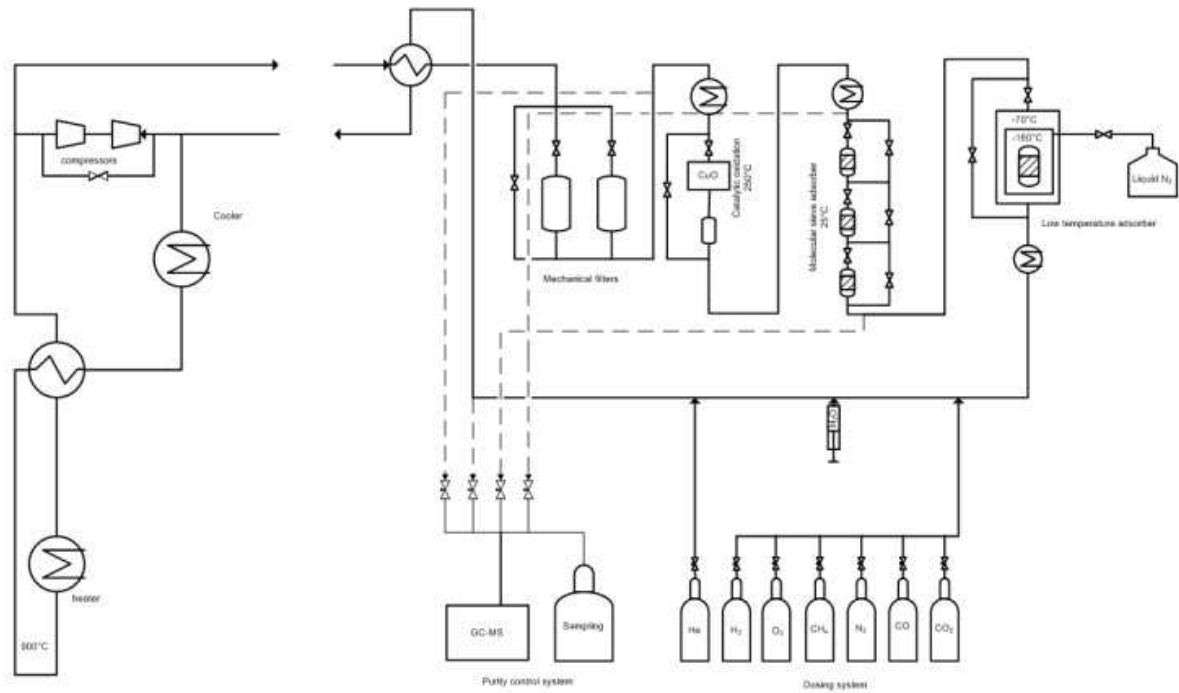 compressors
Cooler
heater
900°C
Mechanical filters
CuO
Catalytic oxidation
250°C
Molecular sieve adsorber
25°C
-70°C
-180°C
Liquid N₂
Low temperature adsorber
H₂O
GC-MS
Sampling
Purity control system
He
H₂
O₂
CH₄
N₂
CO
CO₂
Dosing system